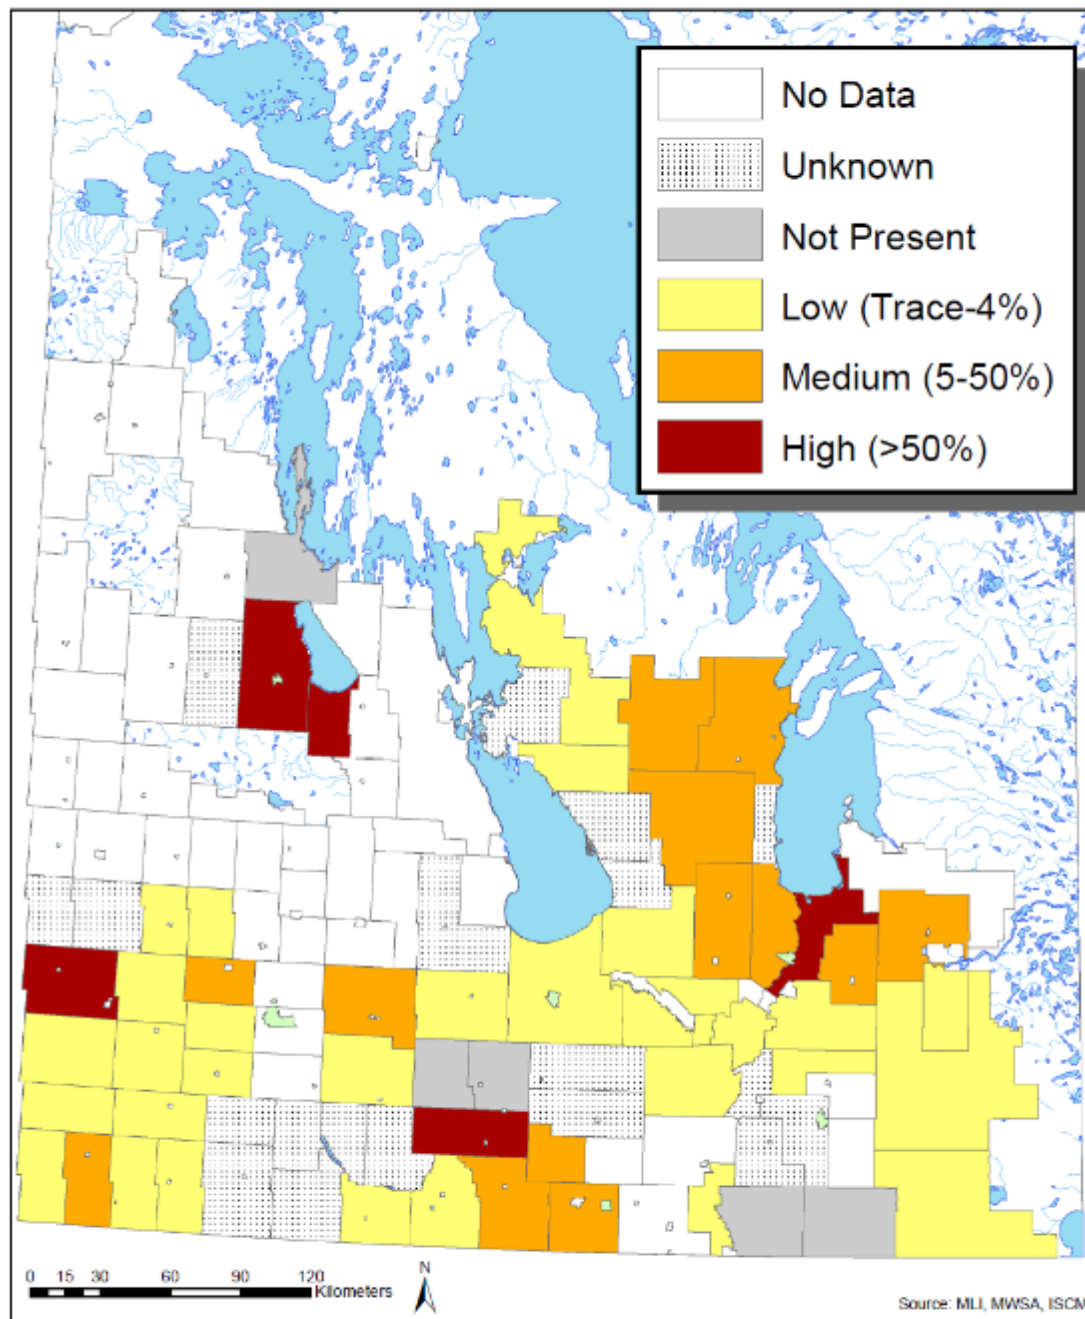 No Data
Unknown
Not Present
Low (Trace-4%)
Medium (5-50%)
High (>50%)
0 15 30 60 90 120
Kilometers
N
Source: MLI, MWSA, ISCM